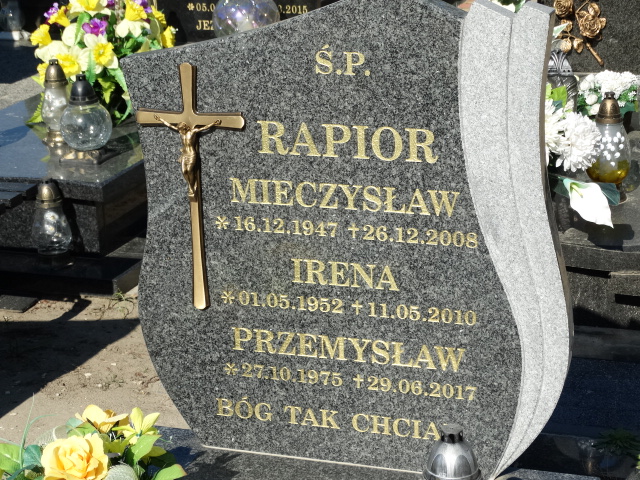 Ś.P.
RAPIOR
MIECZYSŁAW
*16.12.1947 +26.12.2008
IRENA
*01.05.1952 +11.05.2010
PRZEMYSŁAW
*27.10.1975 +29.06.2017
BÓG TAK CHCIA